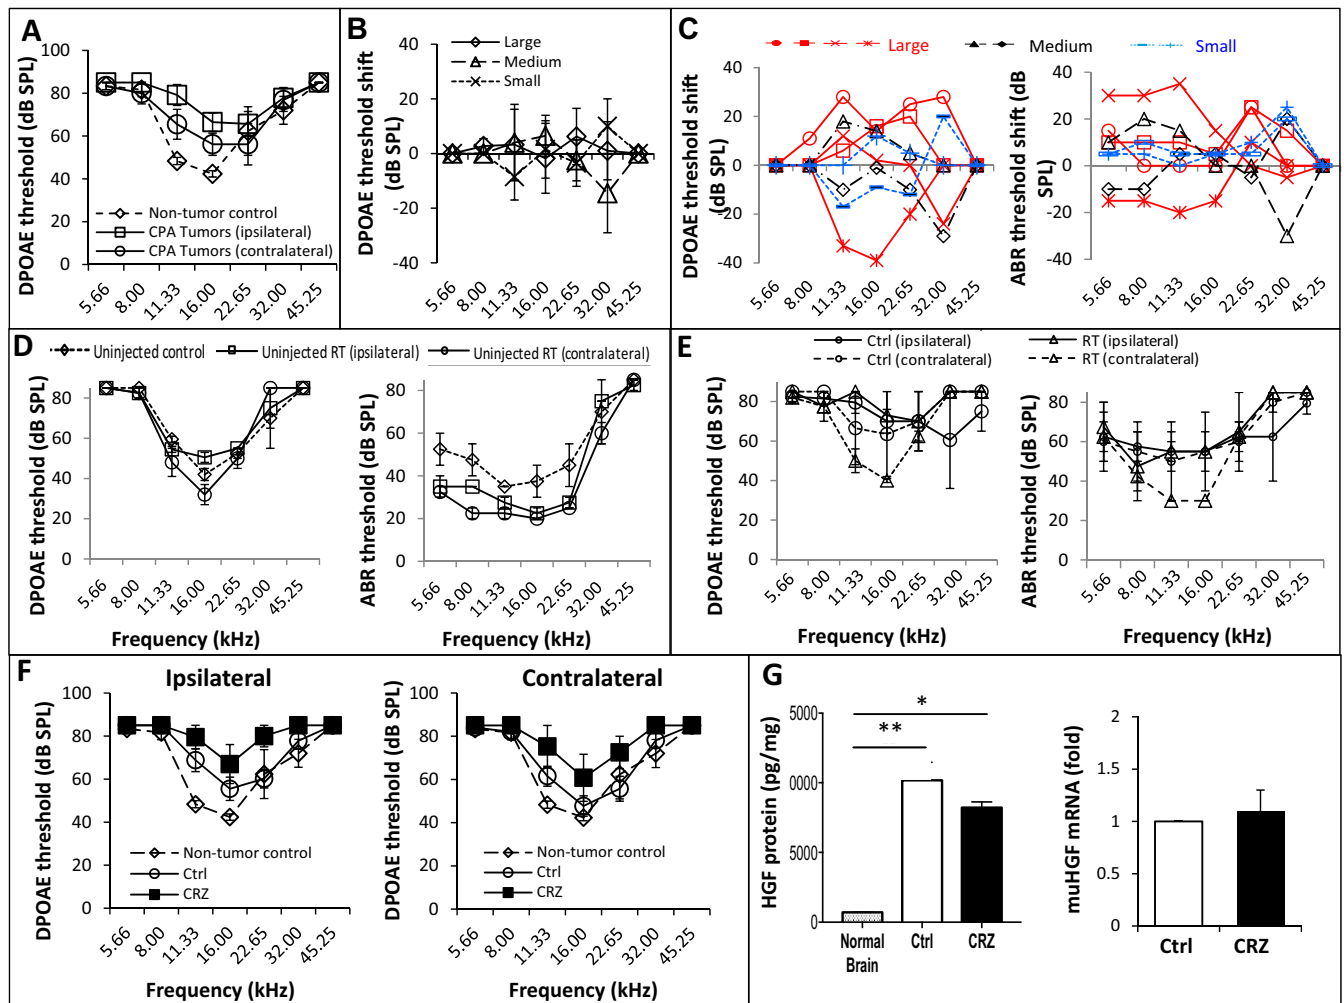 A
DPOAE threshold (dB SPL)
100
80
60
40
20
0
Non-tumor control
CPA Tumors (ipsilateral)
CPA Tumors (contralateral)
5.66 8.00 11.33 16.00 22.65 32.00 45.25
B
DPOAE threshold shift
(dB SPL)
40
20
0
-20
-40
Large
Medium
Small
5.66 8.00 11.33 16.00 22.65 32.00 45.25
C
Large Medium Small
DPOAE threshold shift
(dB SPL)
40
20
0
-20
-40
5.66 8.00 11.33 16.00 22.65 32.00 45.25
ABR threshold shift (dB
SPL)
40
20
0
-20
-40
5.66 8.00 11.33 16.00 22.65 32.00 45.25
D
Uninjected control Uninjected RT (ipsilateral) Uninjected RT (contralateral)
DPOAE threshold (dB SPL)
80
60
40
20
0
5.66 8.00 11.33 16.00 22.65 32.00 45.25
Frequency (kHz)
ABR threshold (dB SPL)
80
60
40
20
0
5.66 8.00 11.33 16.00 22.65 32.00 45.25
Frequency (kHz)
E
Ctrl (ipsilateral) RT (ipsilateral)
Ctrl (contralateral) RT (contralateral)
DPOAE threshold (dB SPL)
80
60
40
20
0
5.66 8.00 11.33 16.00 22.65 32.00 45.25
Frequency (kHz)
ABR threshold (dB SPL)
80
60
40
20
0
5.66 8.00 11.33 16.00 22.65 32.00 45.25
Frequency (kHz)
F
Ipsilateral
DPOAE threshold (dB SPL)
100
80
60
40
20
0
Non-tumor control
Ctrl
CRZ
5.66 8.00 11.33 16.00 22.65 32.00 45.25
Frequency (kHz)
Contralateral
DPOAE threshold (dB SPL)
100
80
60
40
20
0
Non-tumor control
Ctrl
CRZ
5.66 8.00 11.33 16.00 22.65 32.00 45.25
Frequency (kHz)
G
HGF protein (pg/mg)
5000
0000
5000
0
*
**
Normal Ctrl CRZ
Brain
muHGF mRNA (fold)
2
1.5
1
0.5
0
Ctrl CRZ